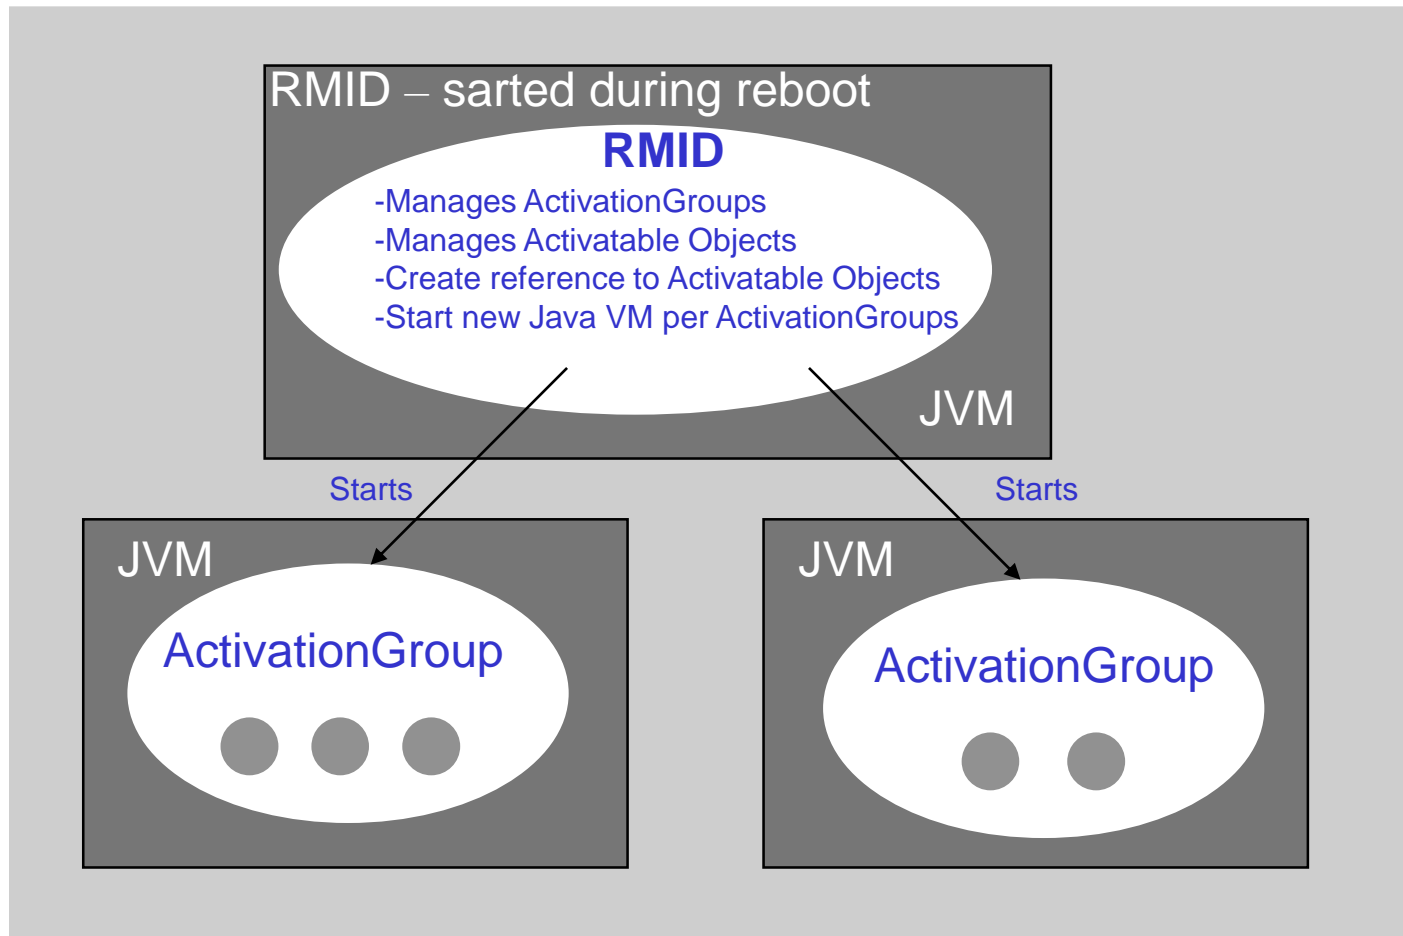 RMID – sarted during reboot
RMID
-Manages ActivationGroups
-Manages Activatable Objects
-Create reference to Activatable Objects
-Start new Java VM per ActivationGroups
JVM
Starts
Starts
JVM
ActivationGroup
JVM
ActivationGroup